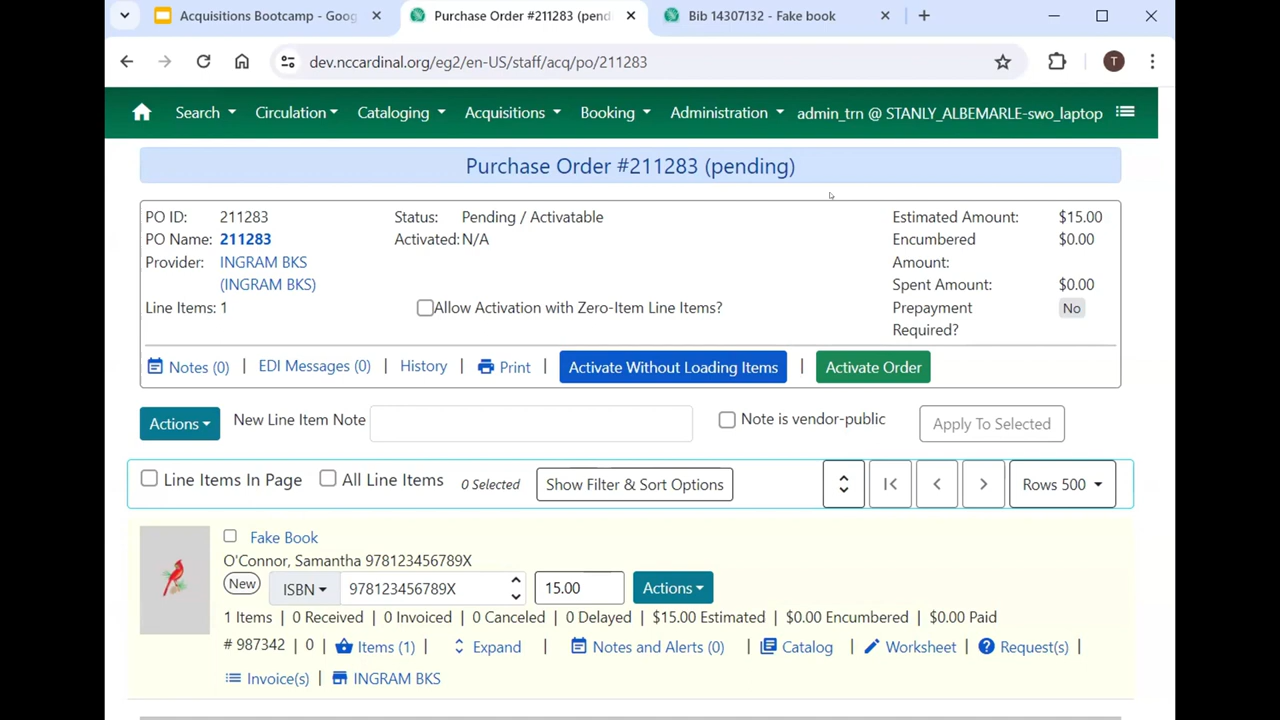 Acquisitions Bootcamp - Goog
Purchase Order #211283 (pend
Bib 14307132 - Fake book
dev.nccardinal.org/eg2/en-US/staff/acq/po/211283
T
Search Circulation Cataloging Acquisitions Booking Administration admin_trn @ STANLY_ALBEMARLE-swo_laptop
Purchase Order #211283 (pending)
PO ID: 211283 Status: Pending / Activatable Estimated Amount: $15.00
PO Name: 211283 Activated: N/A Encumbered $0.00
Provider: INGRAM BKS Amount:
(INGRAM BKS) Spent Amount: $0.00
Line Items: 1 Allow Activation with Zero-Item Line Items? Prepayment No
Required?
Notes (0) | EDI Messages (0) | History | Print | Activate Without Loading Items | Activate Order
Actions New Line Item Note Note is vendor-public Apply To Selected
Line Items In Page All Line Items 0 Selected Show Filter & Sort Options Rows 500
Fake Book
O'Connor, Samantha 978123456789X
New ISBN 978123456789X 15.00 Actions
1 Items | 0 Received | 0 Invoiced | 0 Canceled | 0 Delayed | $15.00 Estimated | $0.00 Encumbered | $0.00 Paid
# 987342 | 0 | Items (1) | Expand | Notes and Alerts (0) | Catalog | Worksheet | Request(s) |
Invoice(s) | INGRAM BKS